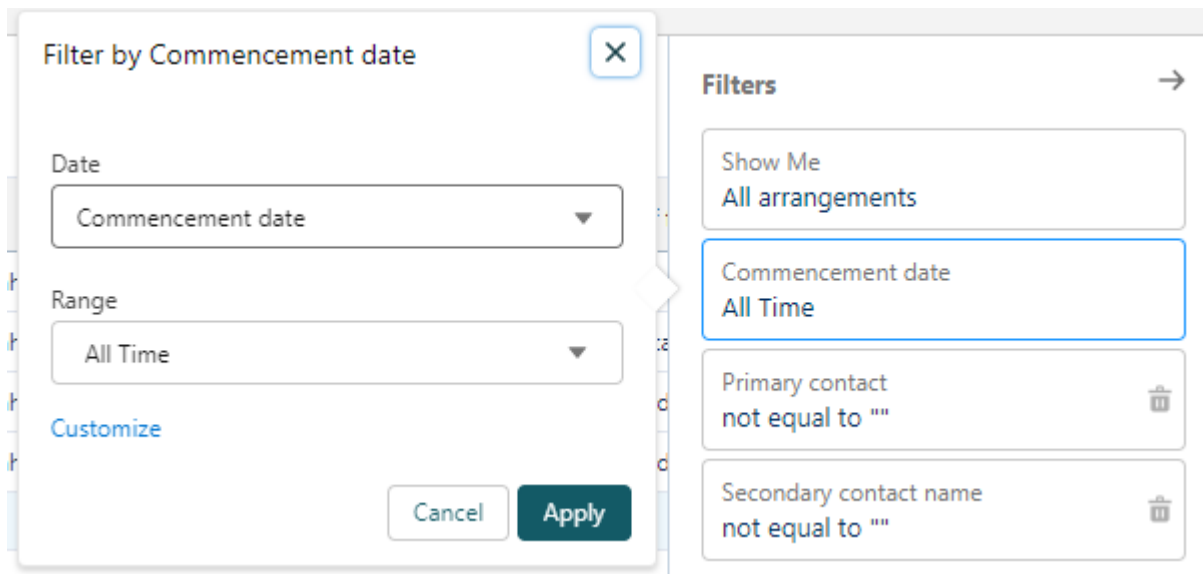 Filter by Commencement date
Date
Commencement date
Range
All Time
Customize
Cancel
Apply
Filters
Show Me
All arrangements
Commencement date
All Time
Primary contact
not equal to ""
Secondary contact name
not equal to ""